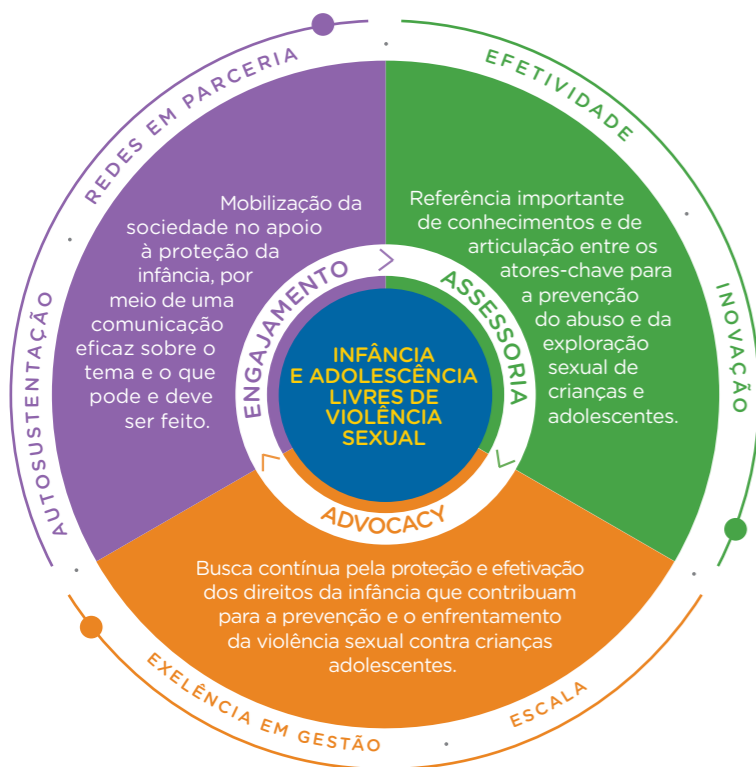 REDES EM PARCERIA
EFETIVIDADE
INOVAÇÃO
ESCALA
EXELÊNCIA EM GESTÃO
AUTOSUSTENTAÇÃO
ENGAJAMENTO
Mobilização da
sociedade no apoio
à proteção da
infância, por
meio de uma
comunicação
eficaz sobre o
tema e o que
pode e deve
ser feito.
ASSESSORIA
Referência importante
de conhecimentos e de
articulação entre os
atores-chave para
a prevenção
do abuso e da
exploração
sexual de
crianças e
adolescentes.
INFÂNCIA
E ADOLESCÊNCIA
LIVRES DE
VIOLÊNCIA
SEXUAL
ADVOCACY
Busca contínua pela proteção e efetivação
dos direitos da infância que contribuam
para a prevenção e o enfrentamento
da violência sexual contra crianças
adolescentes.